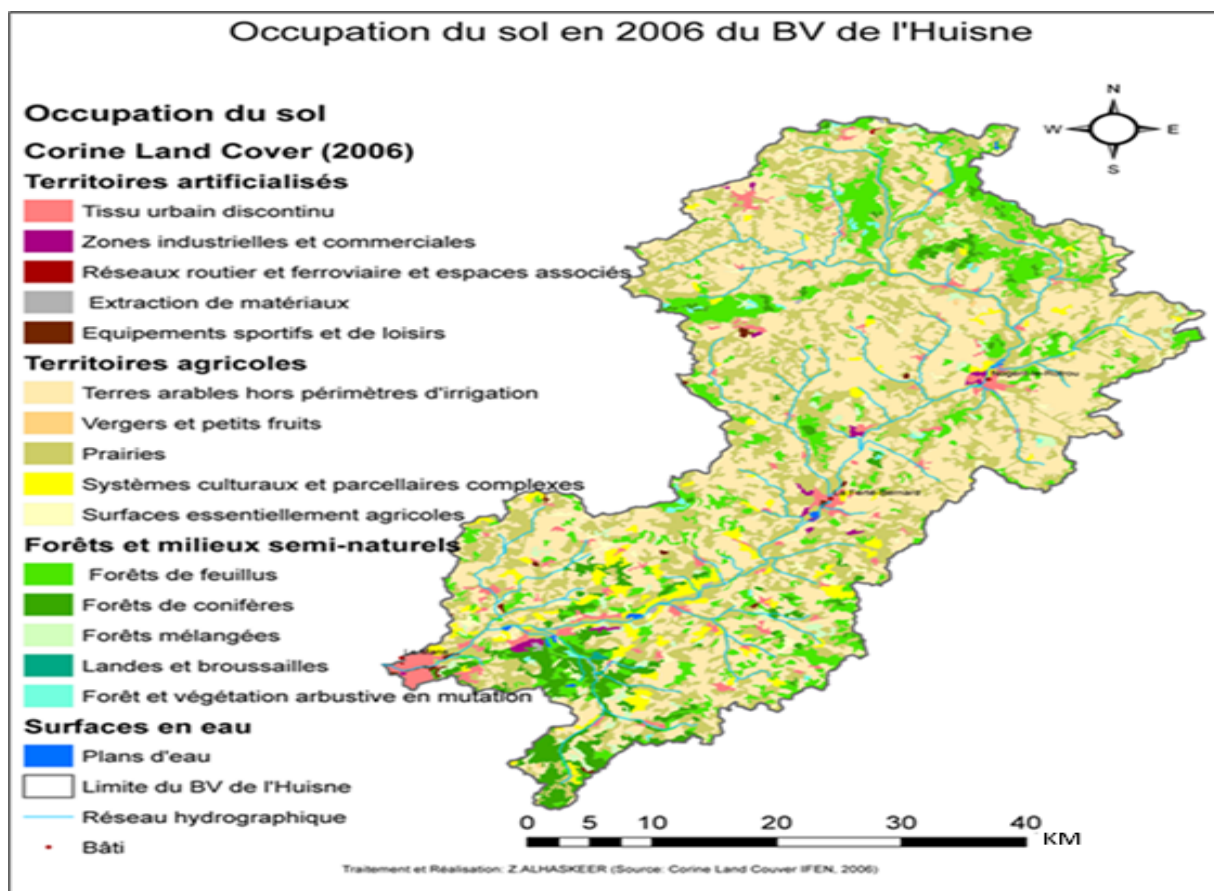 Occupation du sol en 2006 du BV de l'Huisne
N
W
E
S
Occupation du sol
Corine Land Cover (2006)
Territoires artificialisés
Tissu urbain discontinu
Zones industrielles et commerciales
Réseaux routier et ferroviaire et espaces associés
Extraction de matériaux
Equipements sportifs et de loisirs
Territoires agricoles
Terres arables hors périmètres d'irrigation
Vergers et petits fruits
Prairies
Systèmes culturaux et parcellaires complexes
Surfaces essentiellement agricoles
Forêts et milieux semi-naturels
Forêts de feuillus
Forêts de conifères
Forêts mélangées
Landes et broussailles
Forêt et végétation arbustive en mutation
Surfaces en eau
Plans d'eau
Limite du BV de l'Huisne
Réseau hydrographique
Bâti
La Ferté-Bernard
0 5 10 20 30 40 KM
Traitement et Réalisation: Z.ALHASKEER (Source: Corine Land Couver IFEN, 2006)